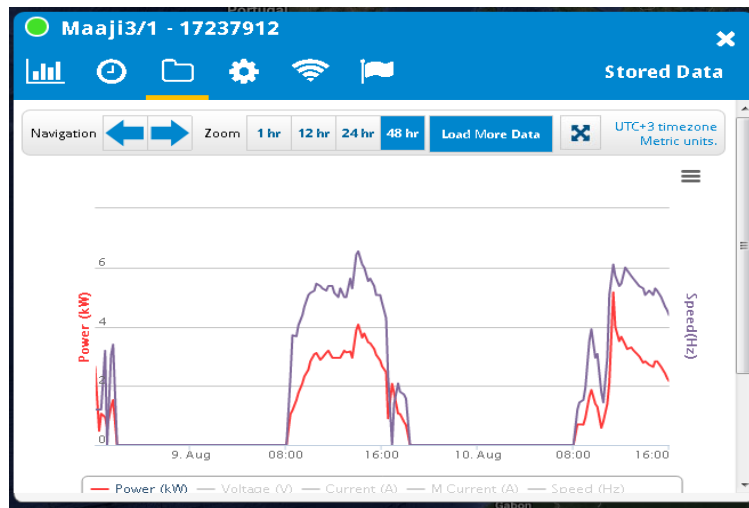 Portugal
Maaji3/1 - 17237912
Stored Data
Navigation Zoom 1 hr 12 hr 24 hr 48 hr Load More Data UTC+3 timezone
Metric units.
6
4
2
0
Power (kW)
Speed(Hz)
9. Aug 08:00 16:00 10. Aug 08:00 16:00
Power (kW) Voltage (V) Current (A) M Current (A) Speed (Hz)
Gabon